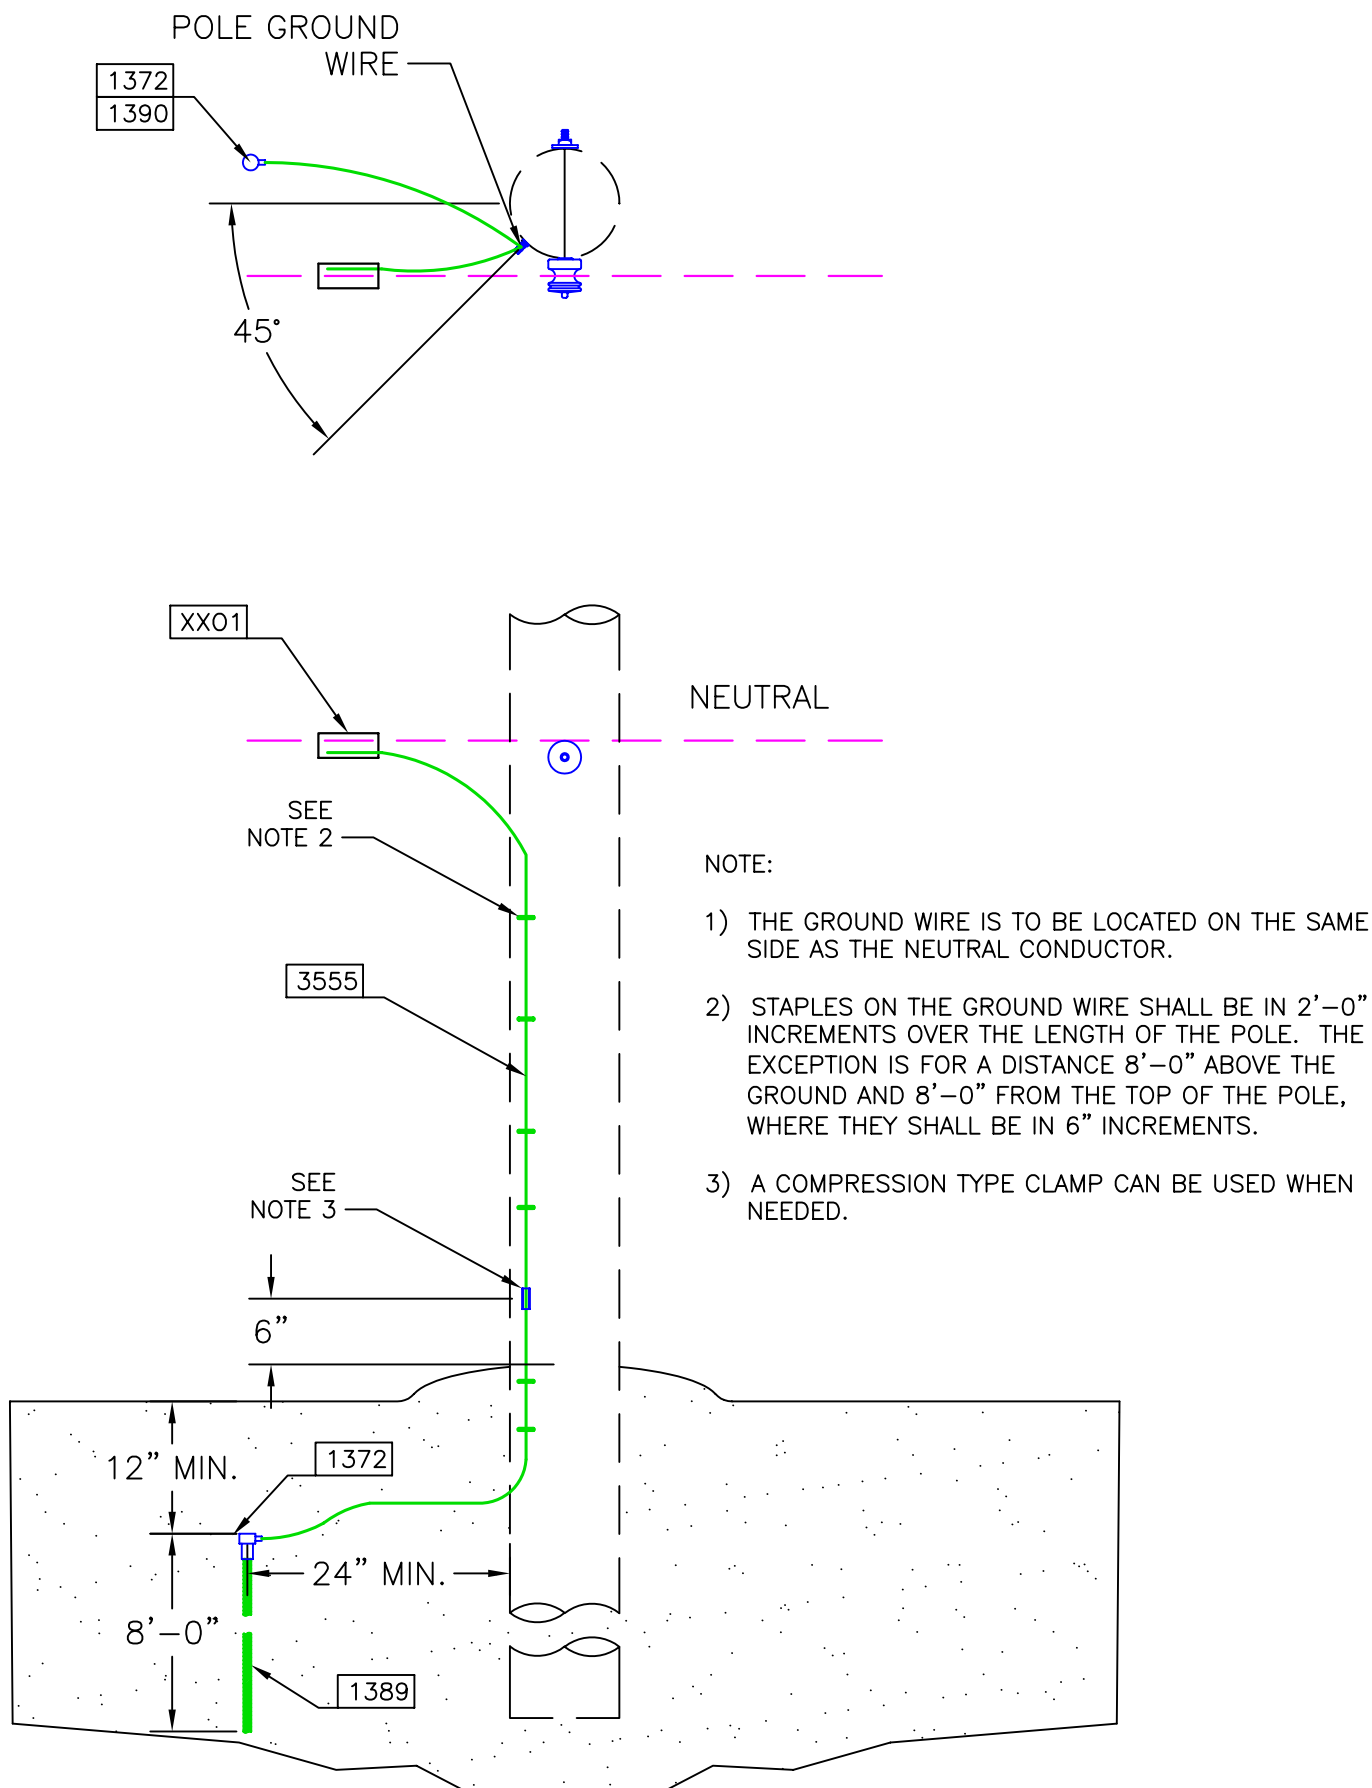 POLE GROUND
WIRE
1372
1390
45°
XX01
NEUTRAL
SEE
NOTE 2
NOTE:
1) THE GROUND WIRE IS TO BE LOCATED ON THE SAME
SIDE AS THE NEUTRAL CONDUCTOR.
3555
2) STAPLES ON THE GROUND WIRE SHALL BE IN 2'-0"
INCREMENTS OVER THE LENGTH OF THE POLE. THE
EXCEPTION IS FOR A DISTANCE 8'-0" ABOVE THE
GROUND AND 8'-0" FROM THE TOP OF THE POLE,
WHERE THEY SHALL BE IN 6" INCREMENTS.
3) A COMPRESSION TYPE CLAMP CAN BE USED WHEN
NEEDED.
SEE
NOTE 3
6"
12" MIN.
1372
24" MIN.
8'-0"
1389